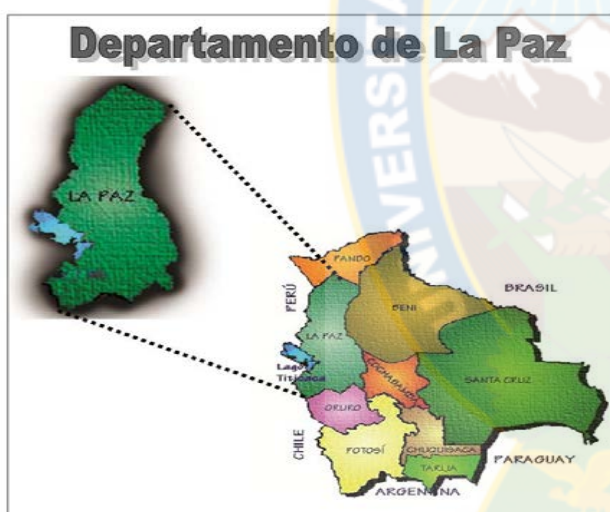 Departamento de La Paz
LA PAZ
PANDO
PERÚ
BENI
BRASIL
LA PAZ
Lago
Titicaca
COCHABAMBA
SANTA CRUZ
ORURO
CHILE
POTOSÍ
CHUQUISACA
TARIJA
PARAGUAY
ARGENTINA
UNIVERSIDA